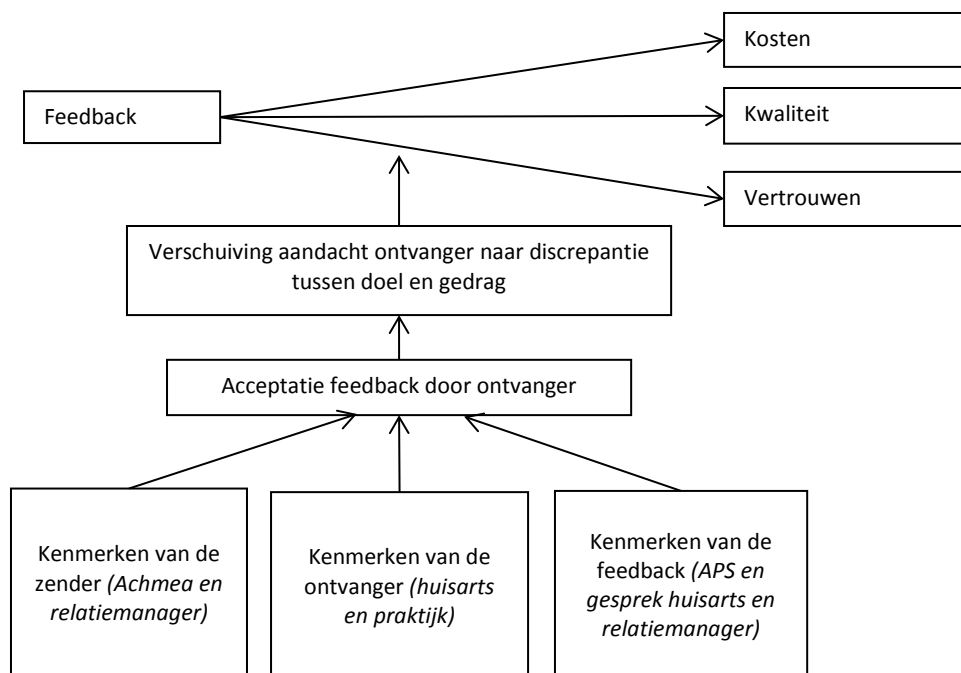 Kosten
Feedback
Kwaliteit
Vertrouwen
Verschuiving aandacht ontvanger naar discrepantie
tussen doel en gedrag
Acceptatie feedback door ontvanger
Kenmerken van de
zender (Achmea en
relatiemanager)
Kenmerken van de
ontvanger (huisarts
en praktijk)
Kenmerken van de
feedback (APS en
gesprek huisarts en
relatiemanager)